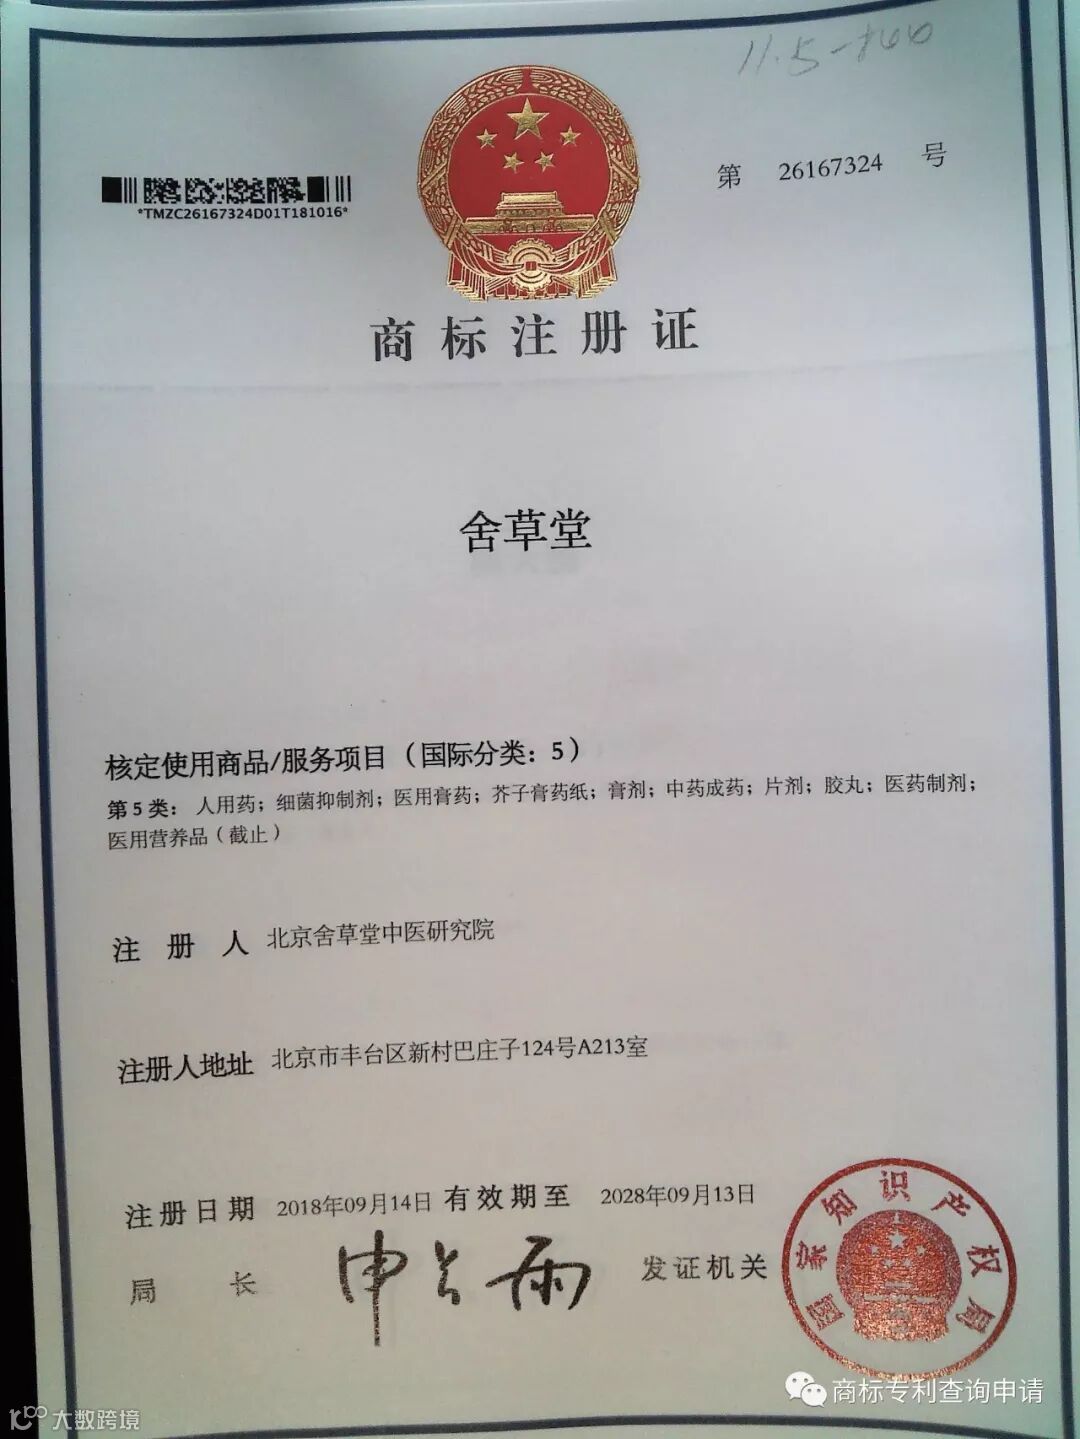 11.5-166
第 26167324 号
*TMZC26167324D01T181016*
商标注册证
舍草堂
核定使用商品/服务项目（国际分类：5）
第5类：人用药；细菌抑制剂；医用膏药；芥子膏药纸；膏剂；中药成药；片剂；胶丸；医药制剂；
医用营养品（截止）
注册人 北京舍草堂中医研究院
注册人地址 北京市丰台区新村巴庄子124号A213室
注册日期 2018年09月14日 有效期至 2028年09月13日
局长 申长雨 发证机关
国家知识产权局
商标专利查询申请
大数跨境